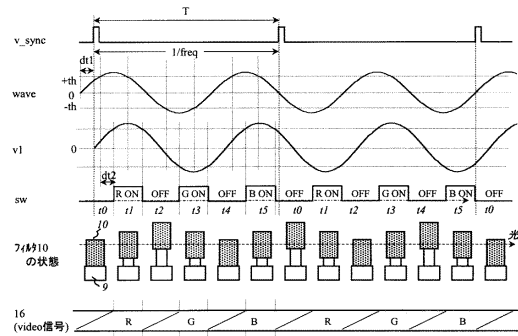 T
v_sync
1/freq
dt1
+th
wave 0
-th
v1 0
dt2
sw R ON OFF G ON OFF B ON OFF R ON OFF G ON OFF B ON OFF
t0 t1 t2 t3 t4 t5 t0 t1 t2 t3 t4 t5 t0
10
光
フィルタ10
の状態
9
16
(video信号) R G B R G B